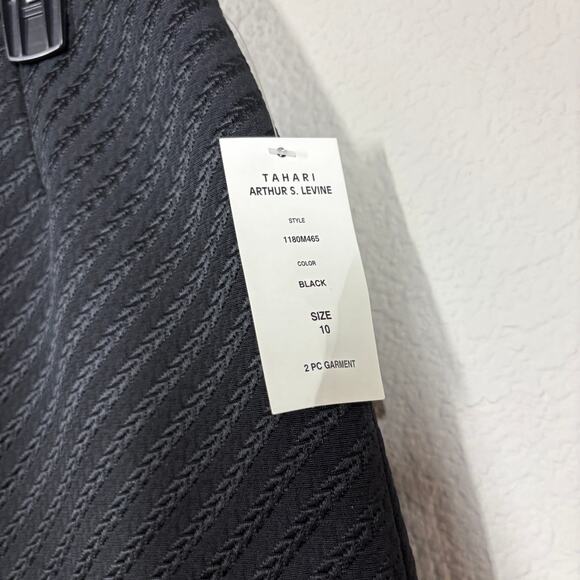 TAHARI
ARTHUR S. LEVINE
STYLE
1180M465
COLOR
BLACK
SIZE
10
2 PC GARMENT